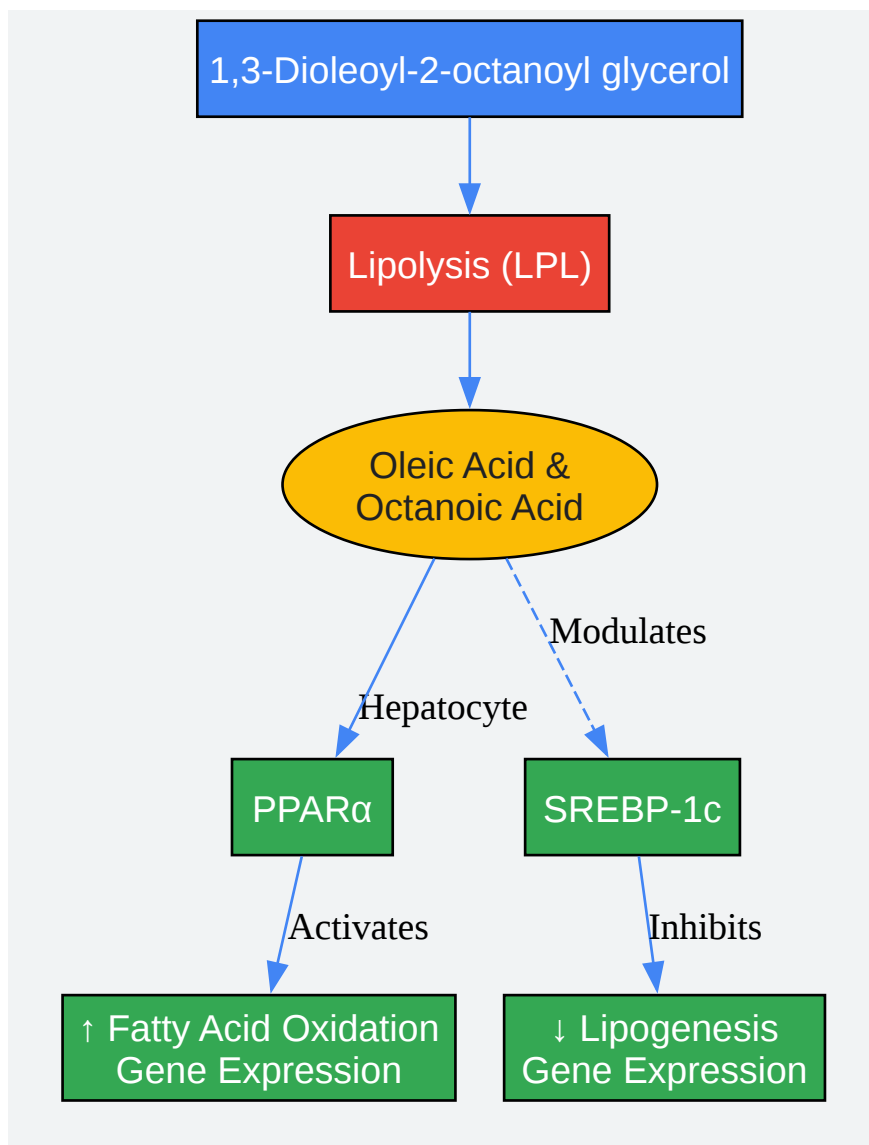 1,3-Dioleoyl-2-octanoyl glycerol
Lipolysis (LPL)
Oleic Acid &
Octanoic Acid
Modulates
Hepatocyte
PPARα
SREBP-1c
Activates
Inhibits
↑ Fatty Acid Oxidation
Gene Expression
↓ Lipogenesis
Gene Expression